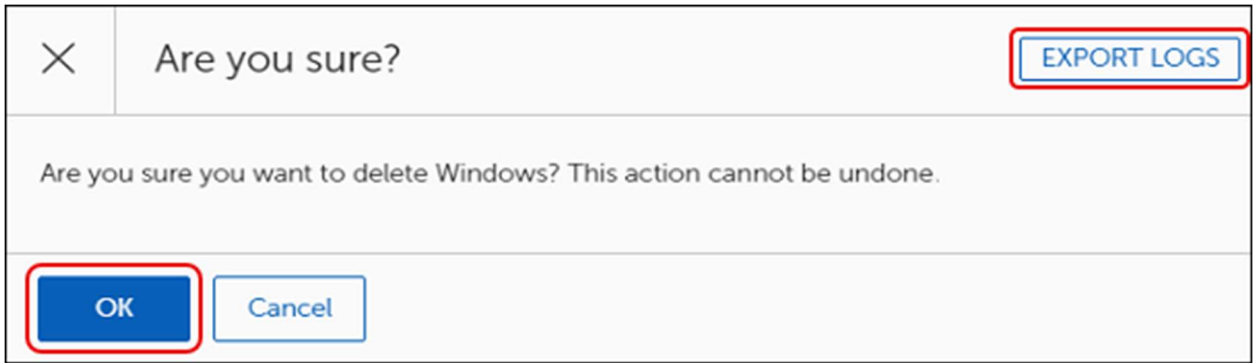 Are you sure?
EXPORT LOGS
Are you sure you want to delete Windows? This action cannot be undone.
OK
Cancel